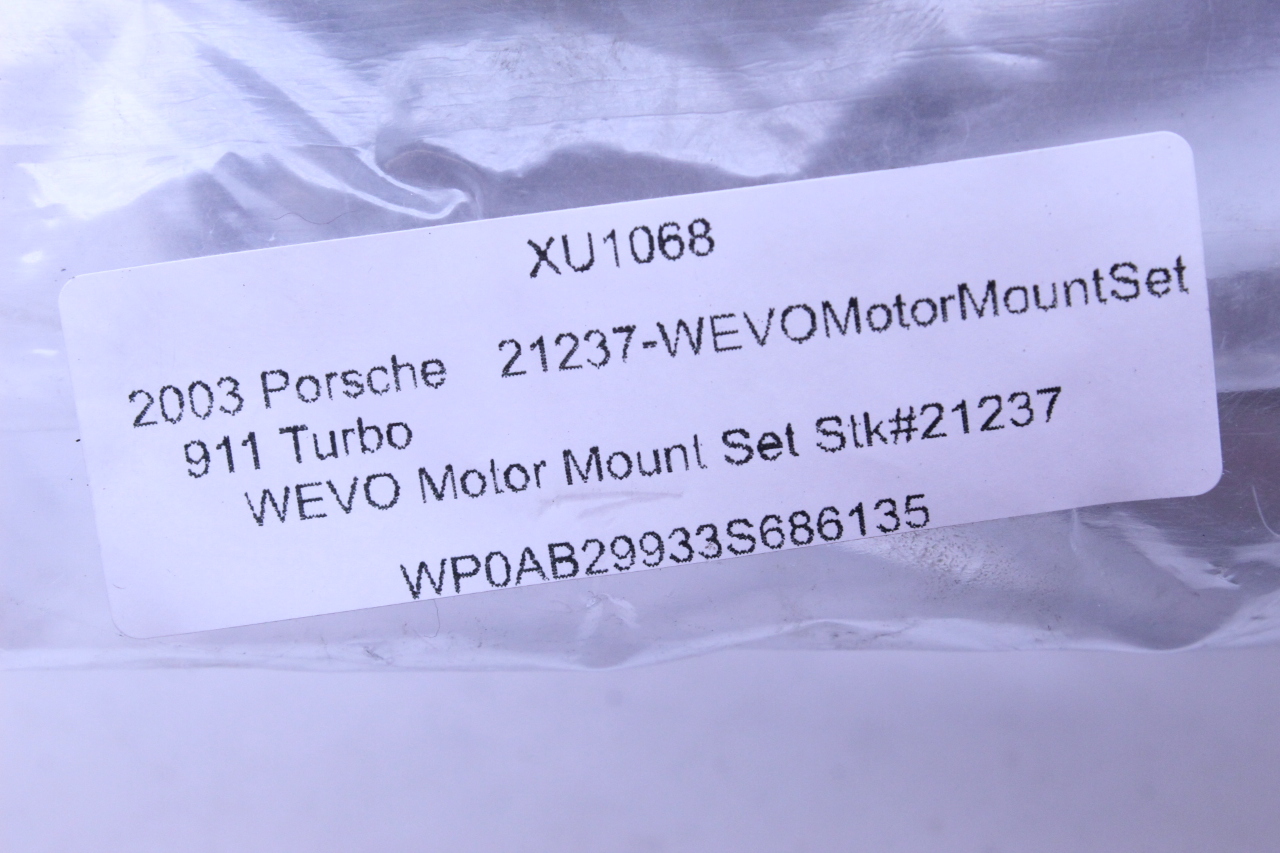 XU1068
2003 Porsche 21237-WEVOMotorMountSet
911 Turbo
WEVO Motor Mount Set Stk#21237
WP0AB29933S686135